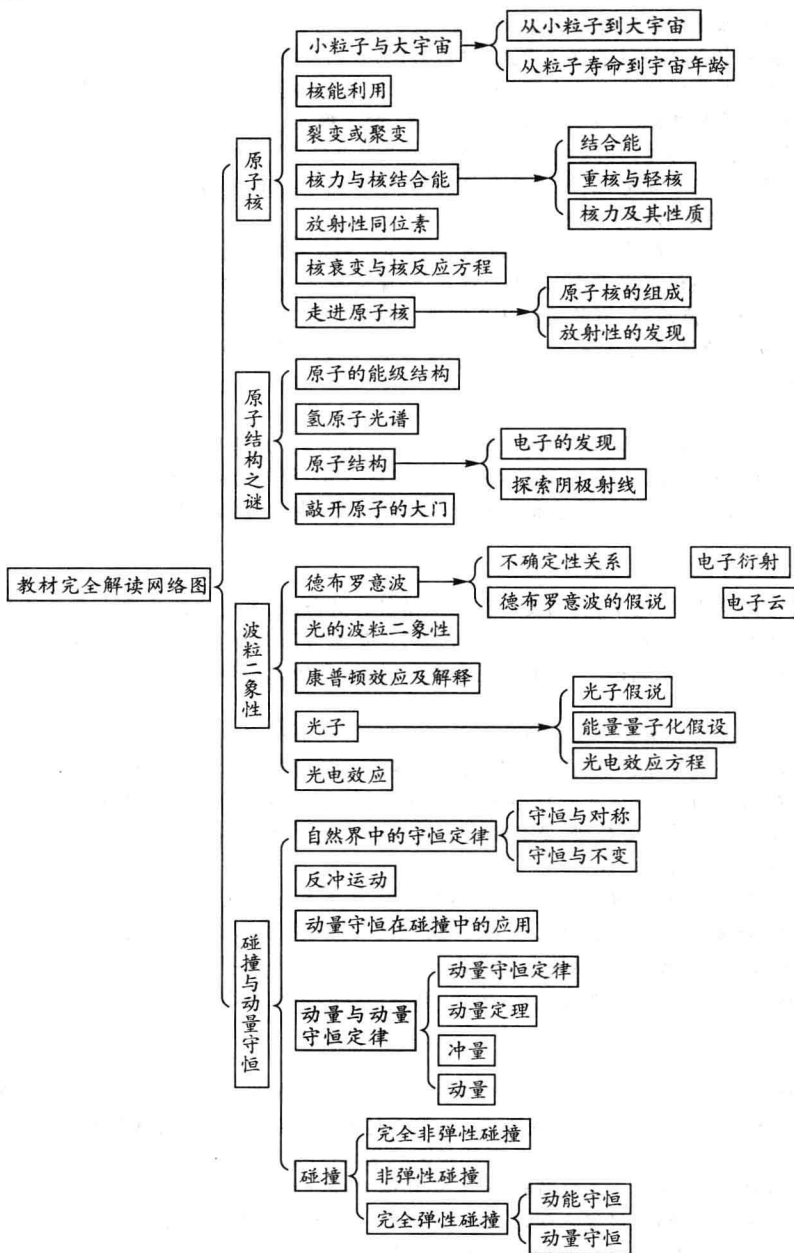 教材完全解读网络图
原子核
小粒子与大宇宙
从小粒子到大宇宙
从粒子寿命到宇宙年龄
核能利用
裂变或聚变
核力与核结合能
结合能
重核与轻核
核力及其性质
放射性同位素
核衰变与核反应方程
走进原子核
原子核的组成
放射性的发现
原子结构之谜
原子的能级结构
氢原子光谱
原子结构
电子的发现
探索阴极射线
敲开原子的大门
波粒二象性
德布罗意波
不确定性关系
电子衍射
德布罗意波的假说
电子云
光的波粒二象性
康普顿效应及解释
光子
光子假说
能量量子化假设
光电效应方程
光电效应
碰撞与动量守恒
自然界中的守恒定律
守恒与对称
守恒与不变
反冲运动
动量守恒在碰撞中的应用
动量与动量
守恒定律
动量守恒定律
动量定理
冲量
动量
碰撞
完全非弹性碰撞
非弹性碰撞
完全弹性碰撞
动能守恒
动量守恒